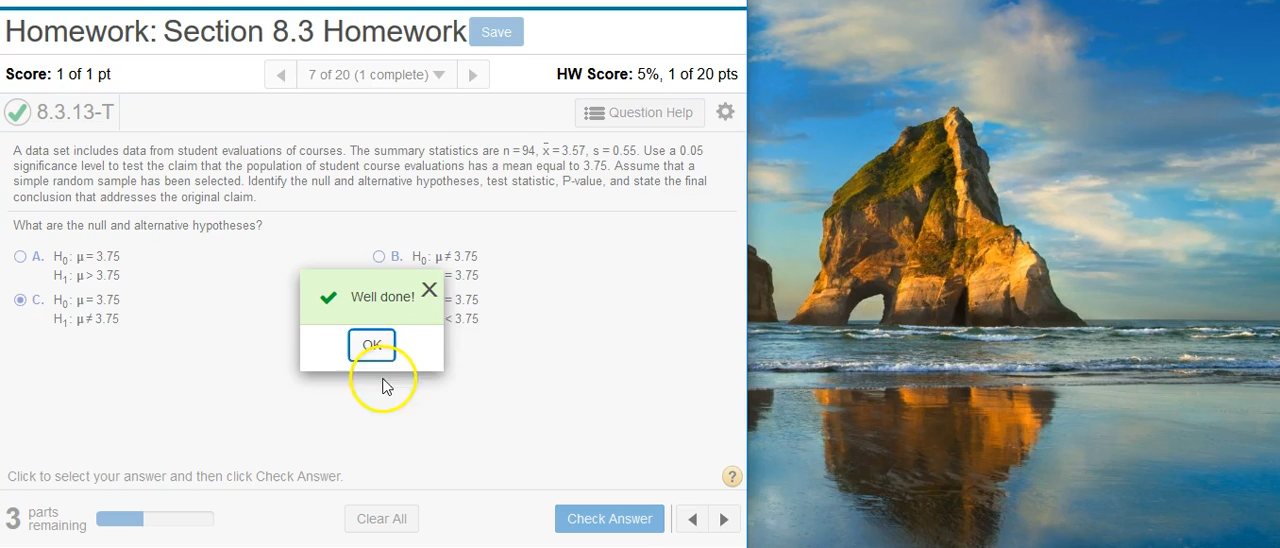 Homework: Section 8.3 Homework Save
Score: 1 of 1 pt 7 of 20 (1 complete) HW Score: 5%, 1 of 20 pts
8.3.13-T Question Help
A data set includes data from student evaluations of courses. The summary statistics are n = 94, x̄ = 3.57, s = 0.55. Use a 0.05
significance level to test the claim that the population of student course evaluations has a mean equal to 3.75. Assume that a
simple random sample has been selected. Identify the null and alternative hypotheses, test statistic, P-value, and state the final
conclusion that addresses the original claim.
What are the null and alternative hypotheses?
A. H₀: μ = 3.75
H₁: μ > 3.75
B. H₀: μ ≠ 3.75
= 3.75
C. H₀: μ = 3.75
H₁: μ ≠ 3.75
= 3.75
< 3.75
Well done!
OK
Click to select your answer and then click Check Answer. ?
3 parts
remaining
Clear All
Check Answer